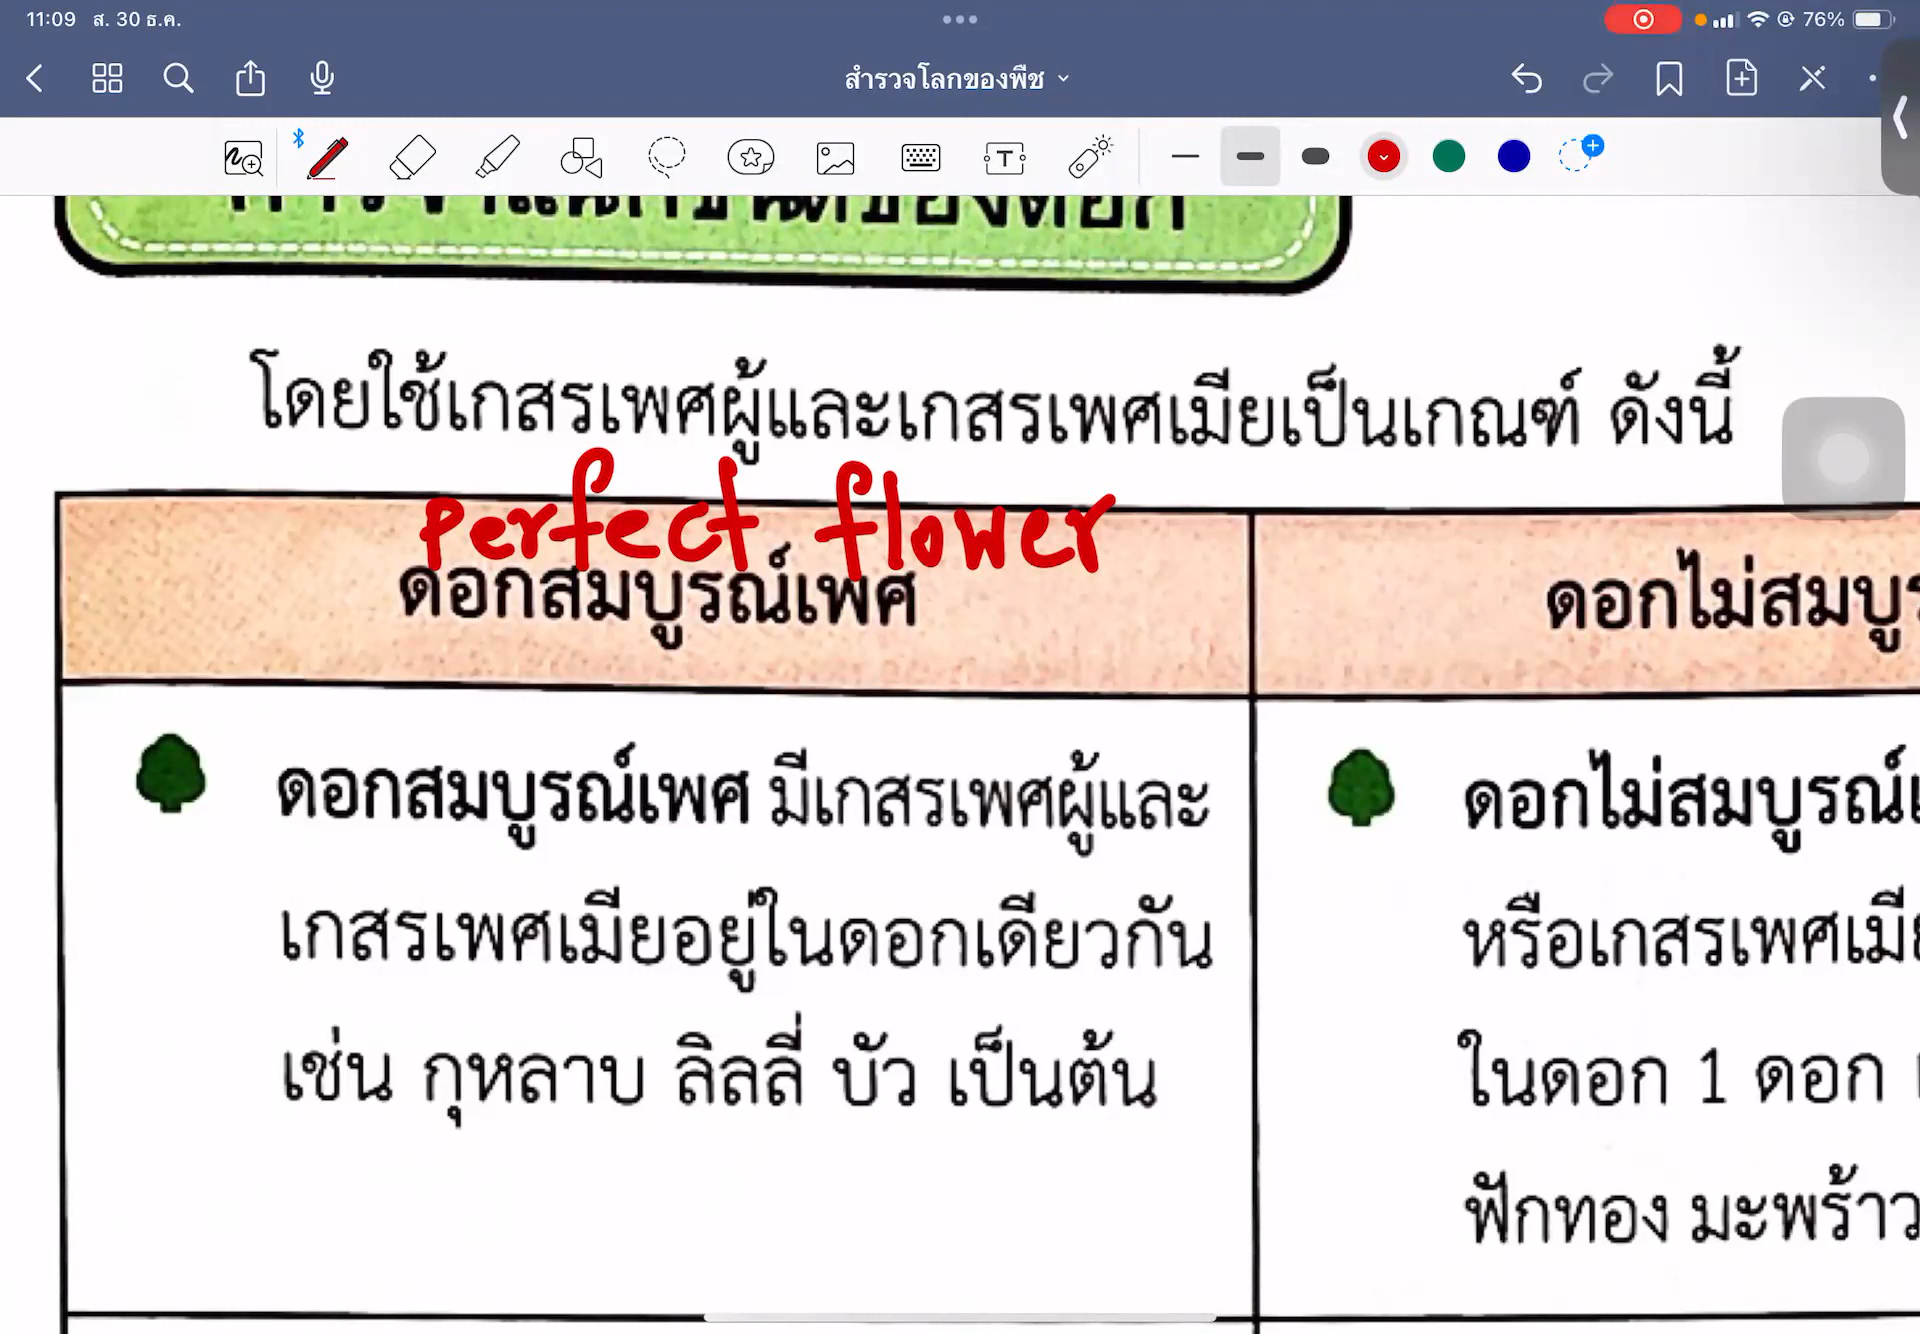 11:09 ส. 30 ธ.ค.
76%
สำรวจโลกของพืช
โดยใช้เกสรเพศผู้และเกสรเพศเมียเป็นเกณฑ์ ดังนี้
perfect flower
ดอกสมบูรณ์เพศ
ดอกไม่สมบูร
ดอกสมบูรณ์เพศ มีเกสรเพศผู้และ
เกสรเพศเมียอยู่ในดอกเดียวกัน
เช่น กุหลาบ ลิลลี่ บัว เป็นต้น
ดอกไม่สมบูรณ์เ
หรือเกสรเพศเมีย
ในดอก 1 ดอก
ฟักทอง มะพร้าว